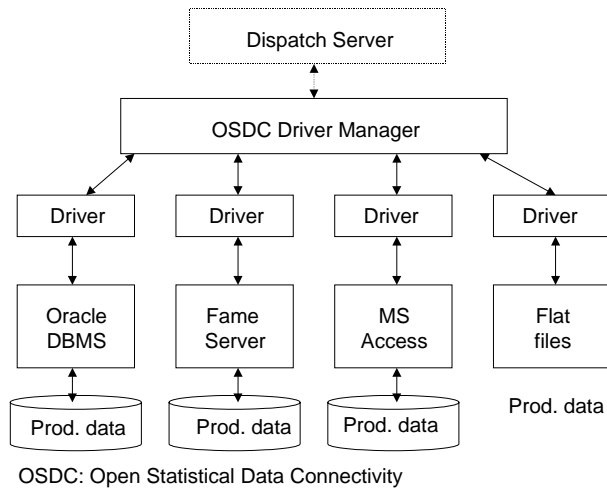 Dispatch Server
OSDC Driver Manager
Driver
Driver
Driver
Driver
Oracle
DBMS
Fame
Server
MS
Access
Flat
files
Prod. data
Prod. data
Prod. data
Prod. data
OSDC: Open Statistical Data Connectivity